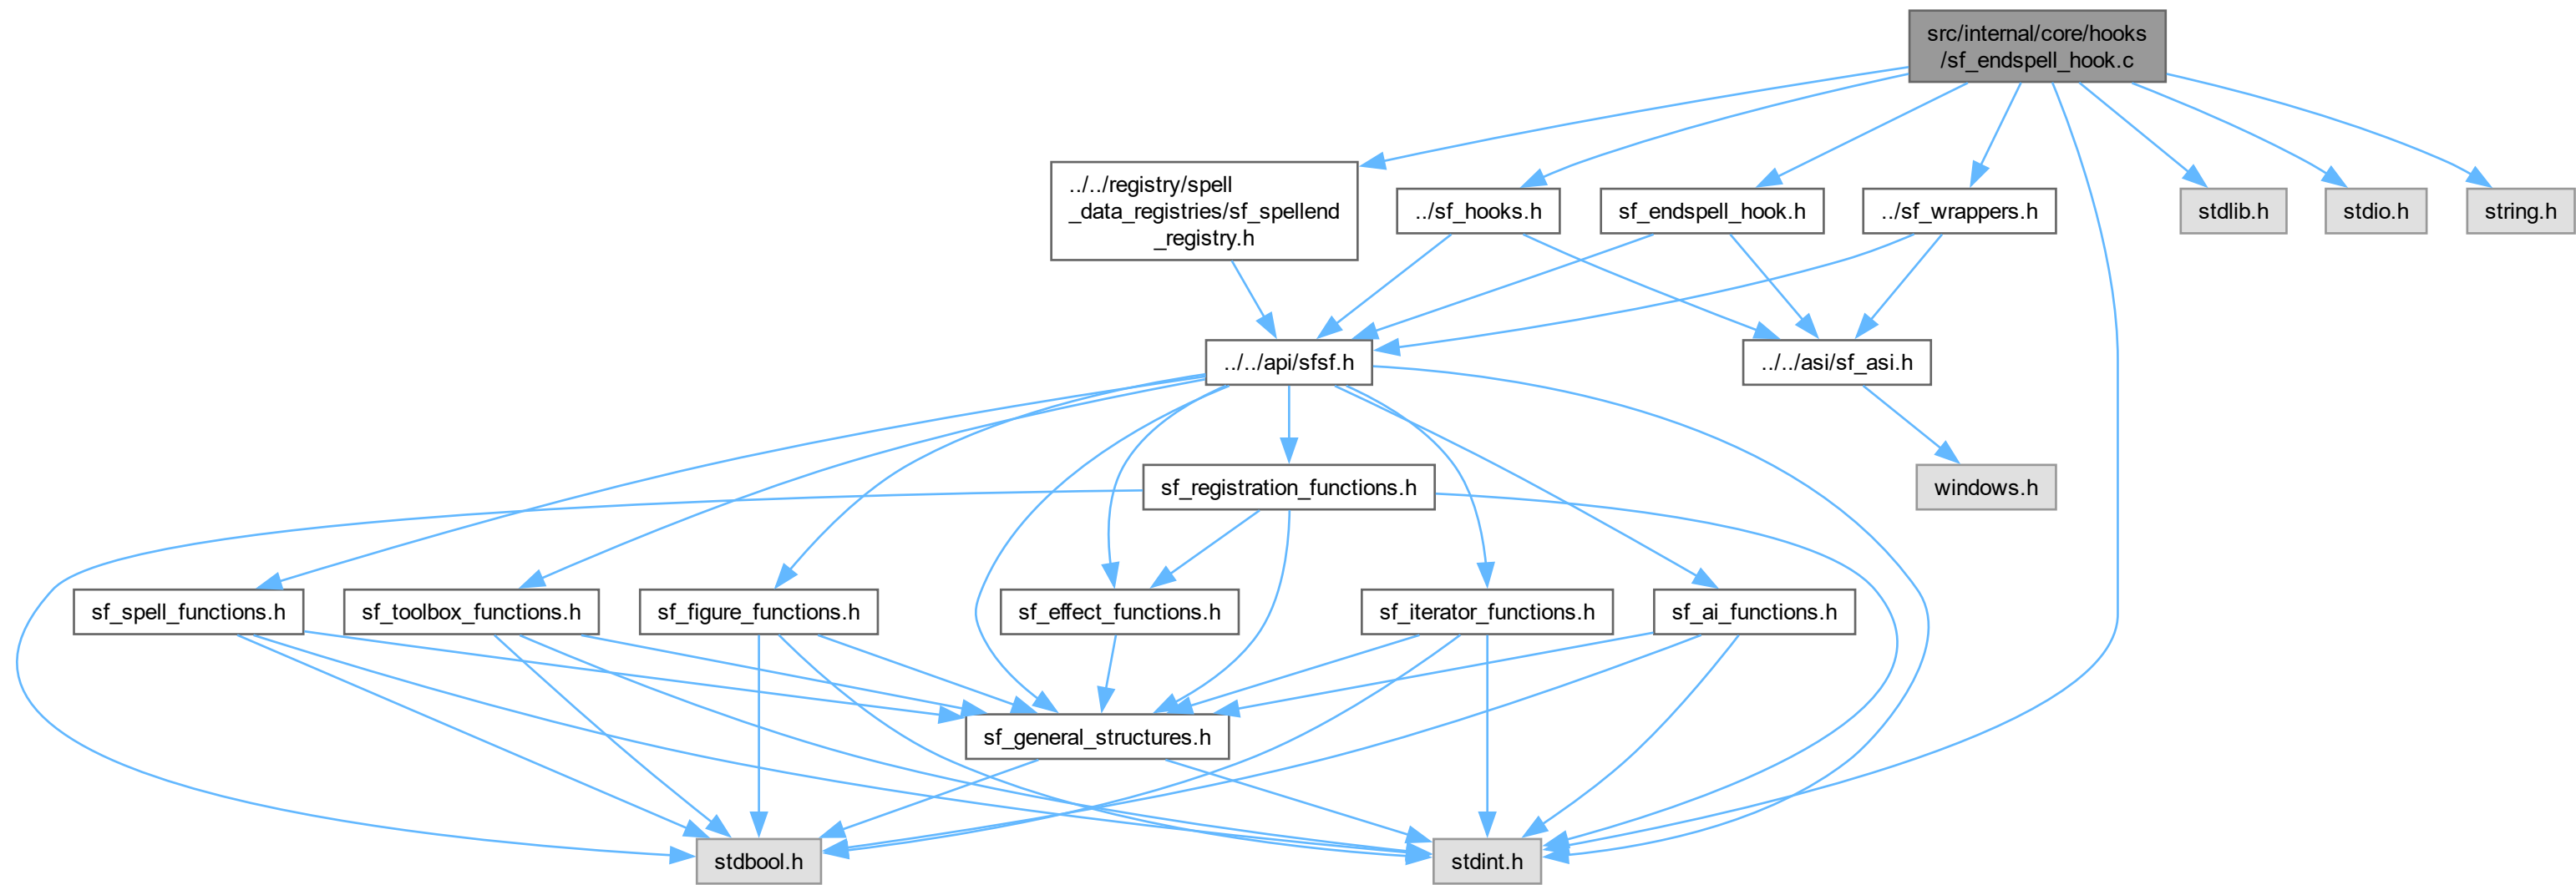 src/internal/core/hooks
/sf_endspell_hook.c
../../registry/spell
_data_registries/sf_spellend
_registry.h
../sf_hooks.h
sf_endspell_hook.h
../sf_wrappers.h
stdlib.h
stdio.h
string.h
../../api/sfsf.h
../../asi/sf_asi.h
sf_registration_functions.h
windows.h
sf_spell_functions.h
sf_toolbox_functions.h
sf_figure_functions.h
sf_effect_functions.h
sf_iterator_functions.h
sf_ai_functions.h
sf_general_structures.h
stdbool.h
stdint.h